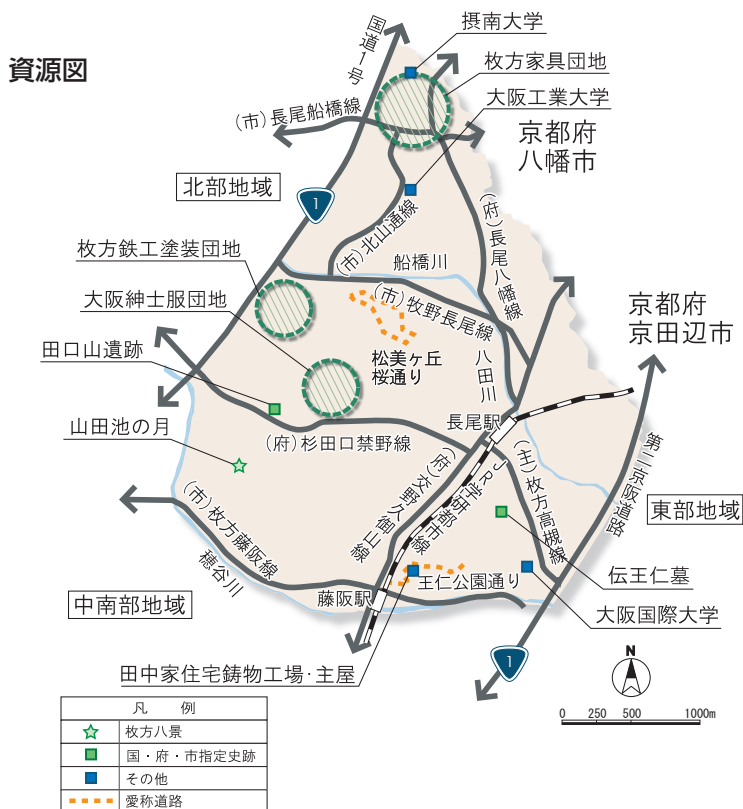 資源図
国道1号
摂南大学
枚方家具団地
大阪工業大学
(市)長尾船橋線
京都府
八幡市
北部地域
1
(市)北山通線
(府)長尾八幡線
船橋川
枚方鉄工塗装団地
(市)牧野長尾線
大阪紳士服団地
京都府
京田辺市
田口山遺跡
松美ヶ丘
桜通り
八田川
山田池の月
長尾駅
(府)杉田口禁野線
第二京阪道路
(府)交野久御山線
JR学研都市線
(主)枚方高槻線
(市)枚方藤阪線
東部地域
穂谷川
伝王仁墓
中南部地域
藤阪駅
王仁公園通り
大阪国際大学
田中家住宅鋳物工場・主屋
1
N
0 250 500 1000m
凡例
枚方八景
国・府・市指定史跡
その他
愛称道路